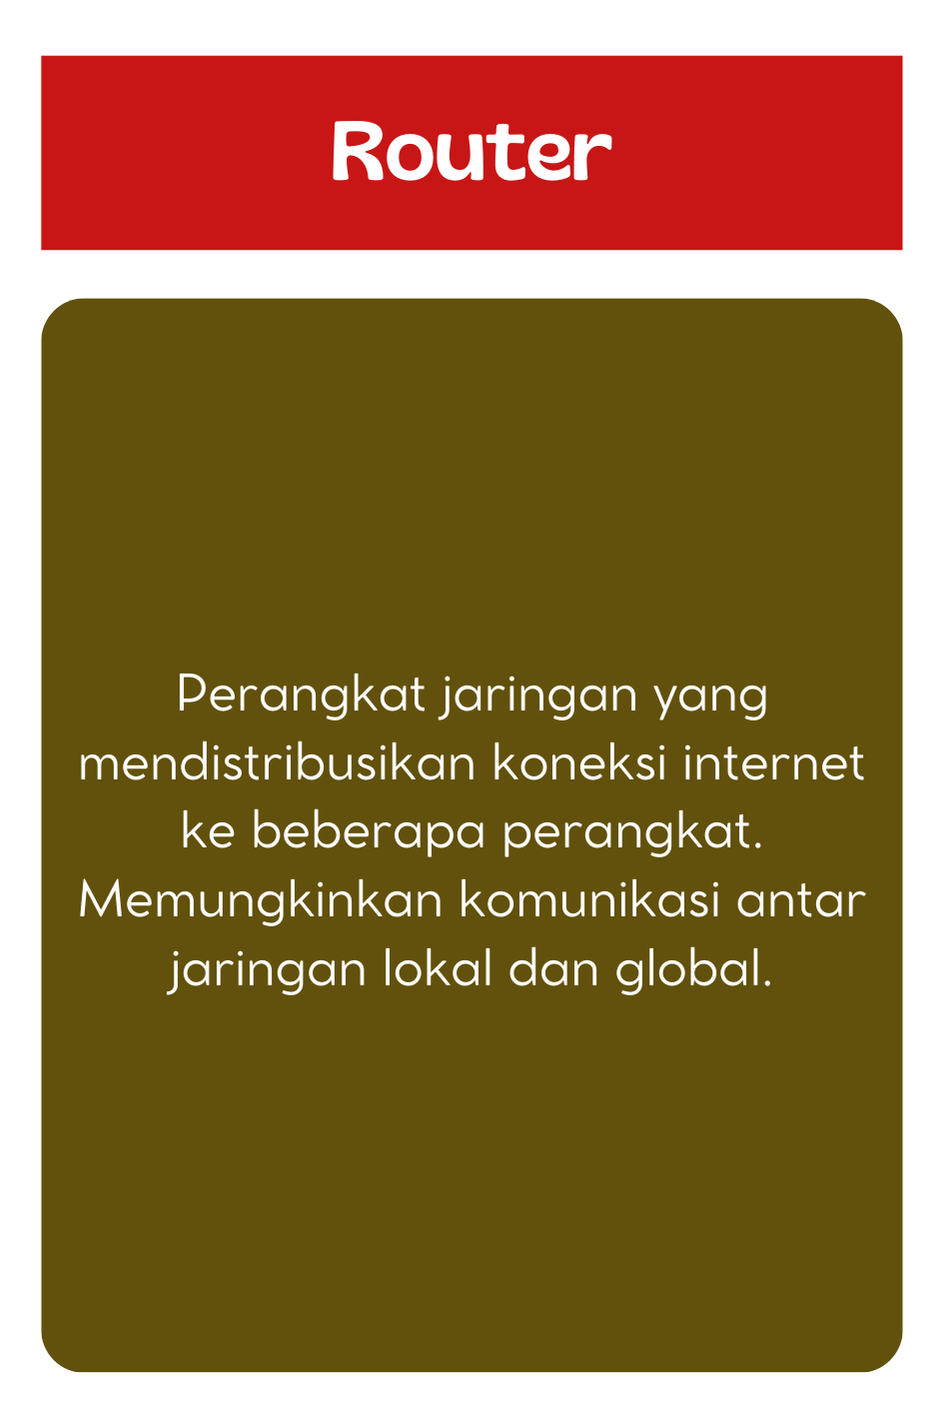 Router
Perangkat jaringan yang
mendistribusikan koneksi internet
ke beberapa perangkat.
Memungkinkan komunikasi antar
jaringan lokal dan global.